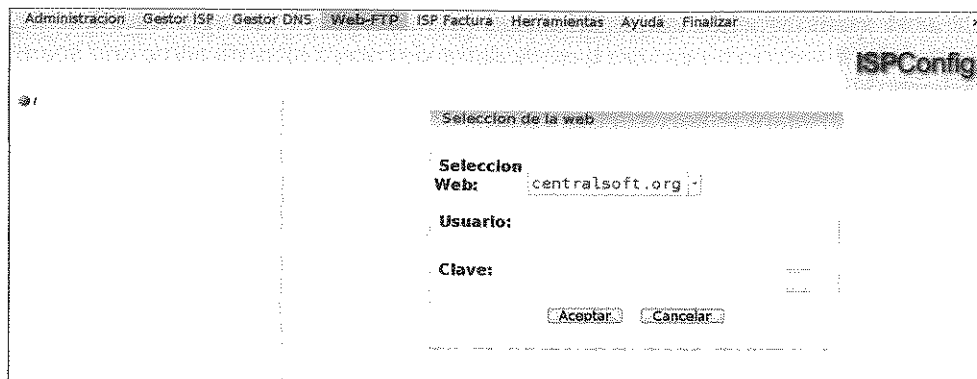 Administracion Gestor ISP Gestor DNS Web-FTP ISP Factura Herramientas Ayuda Finalizar
ISPConfig
/
Seleccion de la web
Seleccion
Web: centralsoft.org
Usuario:
Clave:
Aceptar Cancelar